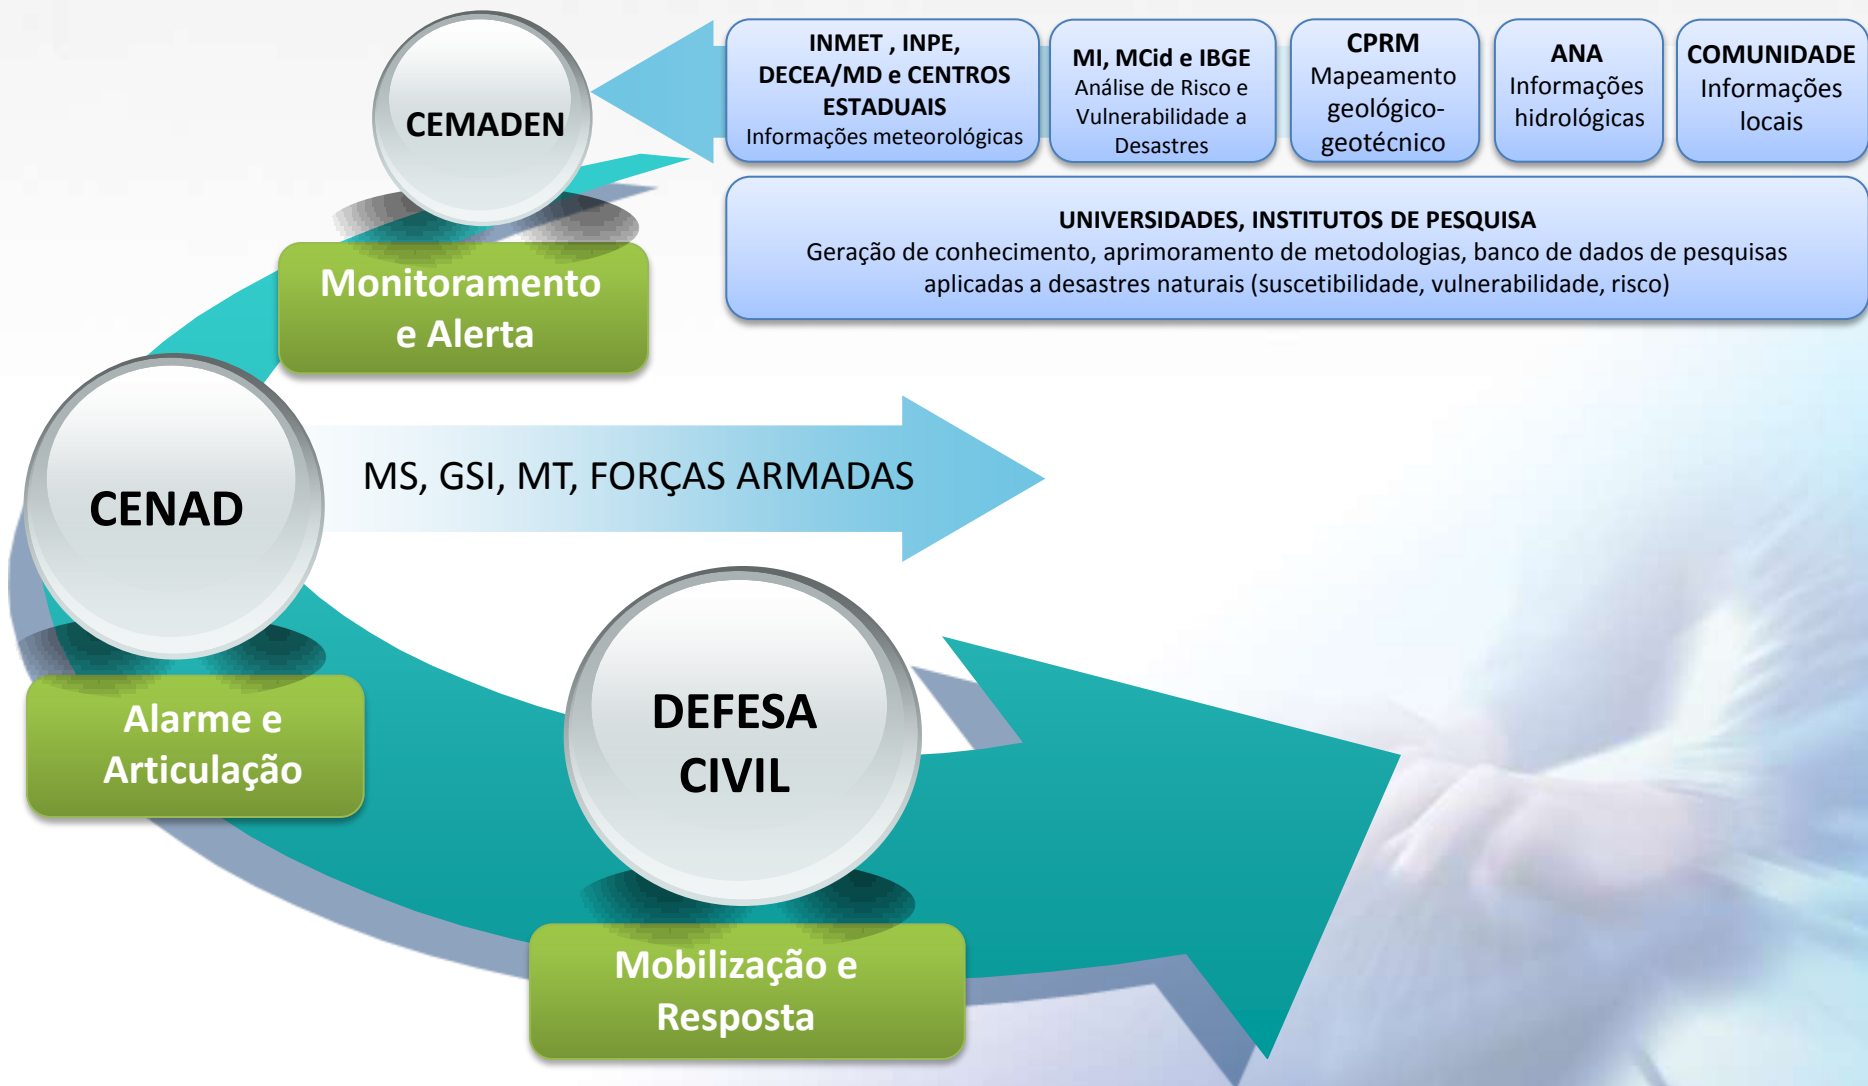 CEMADEN
INMET , INPE,
DECEA/MD e CENTROS
ESTADUAIS
Informações meteorológicas
MI, MCid e IBGE
Análise de Risco e
Vulnerabilidade a
Desastres
CPRM
Mapeamento
geológico-
geotécnico
ANA
Informações
hidrológicas
COMUNIDADE
Informações
locais
UNIVERSIDADES, INSTITUTOS DE PESQUISA
Geração de conhecimento, aprimoramento de metodologias, banco de dados de pesquisas
aplicadas a desastres naturais (suscetibilidade, vulnerabilidade, risco)
Monitoramento
e Alerta
CENAD
MS, GSI, MT, FORÇAS ARMADAS
Alarme e
Articulação
DEFESA
CIVIL
Mobilização e
Resposta